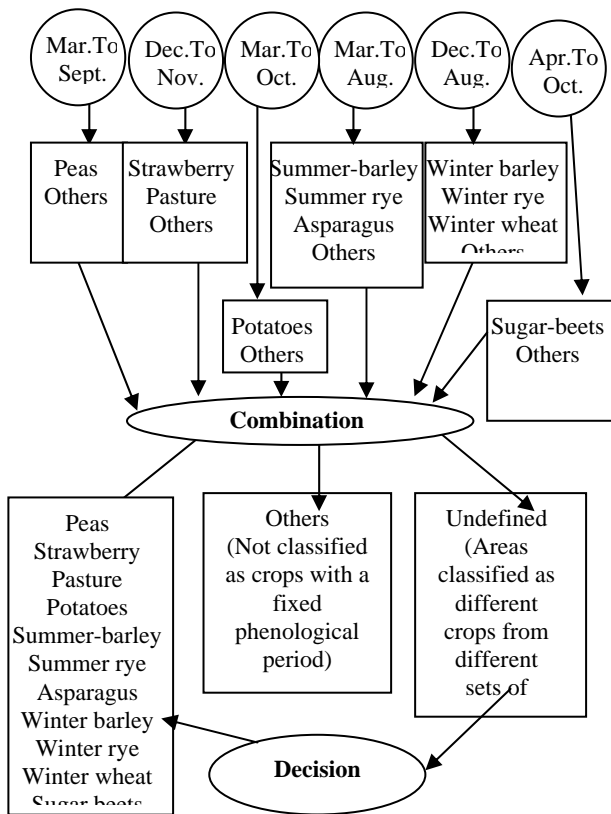 Mar.To
Sept.
Dec.To
Nov.
Mar.To
Oct.
Mar.To
Aug.
Dec.To
Aug.
Apr.To
Oct.
Peas
Others
Strawberry
Pasture
Others
Summer-barley
Summer rye
Asparagus
Others
Winter barley
Winter rye
Winter wheat
Others
Potatoes
Others
Sugar-beets
Others
Combination
Peas
Strawberry
Pasture
Potatoes
Summer-barley
Summer rye
Asparagus
Winter barley
Winter rye
Winter wheat
Sugar beets
Others
(Not classified
as crops with a
fixed
phenological
period)
Undefined
(Areas
classified as
different
crops from
different
sets of
Decision